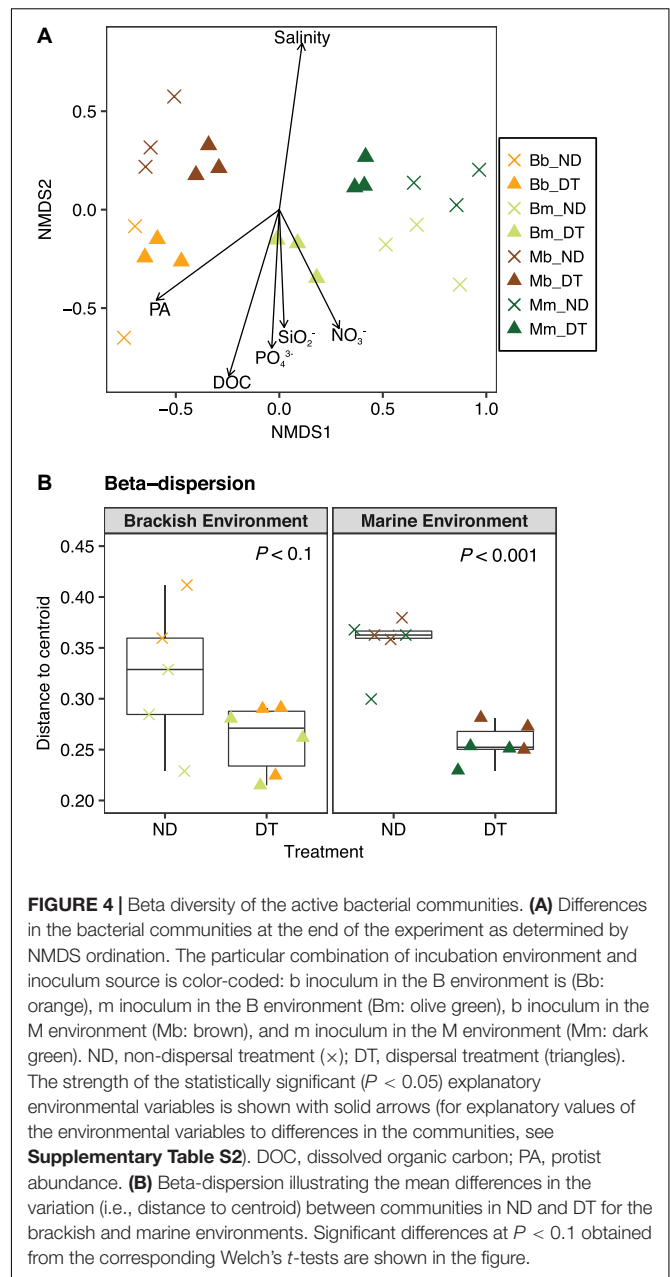 A
Salinity
0.5
0.0
−0.5
NMDS2
PA
DOC
PO₄³⁻
SiO₂⁻
NO₃⁻
−0.5
0.0
0.5
1.0
NMDS1
Bb_ND
Bb_DT
Bm_ND
Bm_DT
Mb_ND
Mb_DT
Mm_ND
Mm_DT
B Beta−dispersion
Brackish Environment
Marine Environment
P < 0.1
P < 0.001
0.45
0.40
0.35
0.30
0.25
0.20
Distance to centroid
ND
DT
ND
DT
Treatment
FIGURE 4 | Beta diversity of the active bacterial communities. (A) Differences
in the bacterial communities at the end of the experiment as determined by
NMDS ordination. The particular combination of incubation environment and
inoculum source is color-coded: b inoculum in the B environment is (Bb:
orange), m inoculum in the B environment (Bm: olive green), b inoculum in the
M environment (Mb: brown), and m inoculum in the M environment (Mm: dark
green). ND, non-dispersal treatment (×); DT, dispersal treatment (triangles).
The strength of the statistically significant (P < 0.05) explanatory
environmental variables is shown with solid arrows (for explanatory values of
the environmental variables to differences in the communities, see
Supplementary Table S2). DOC, dissolved organic carbon; PA, protist
abundance. (B) Beta-dispersion illustrating the mean differences in the
variation (i.e., distance to centroid) between communities in ND and DT for the
brackish and marine environments. Significant differences at P < 0.1 obtained
from the corresponding Welch's t-tests are shown in the figure.